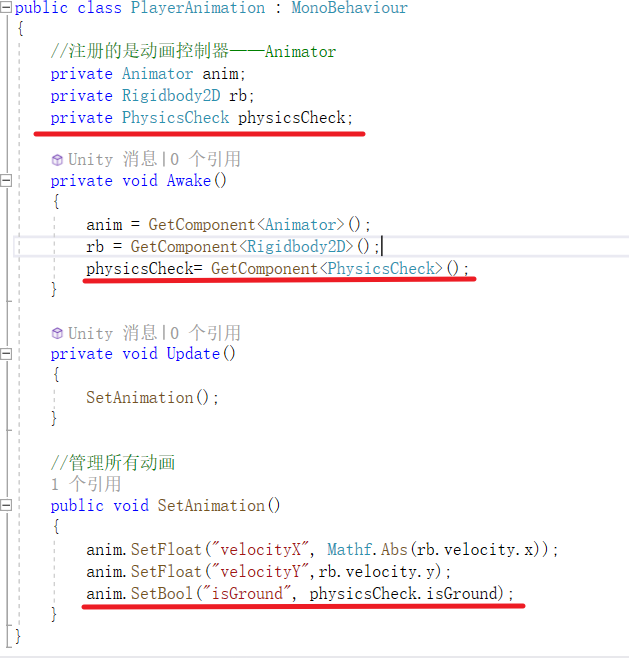 public class PlayerAnimation : MonoBehaviour
{
//注册的是动画控制器——Animator
private Animator anim;
private Rigidbody2D rb;
private PhysicsCheck physicsCheck;
Unity 消息|0 个引用
private void Awake()
{
anim = GetComponent<Animator>();
rb = GetComponent<Rigidbody2D>();
physicsCheck= GetComponent<PhysicsCheck>();
}
Unity 消息|0 个引用
private void Update()
{
SetAnimation();
}
//管理所有动画
1 个引用
public void SetAnimation()
{
anim.SetFloat("velocityX", Mathf.Abs(rb.velocity.x));
anim.SetFloat("velocityY",rb.velocity.y);
anim.SetBool("isGround", physicsCheck.isGround);
}
}